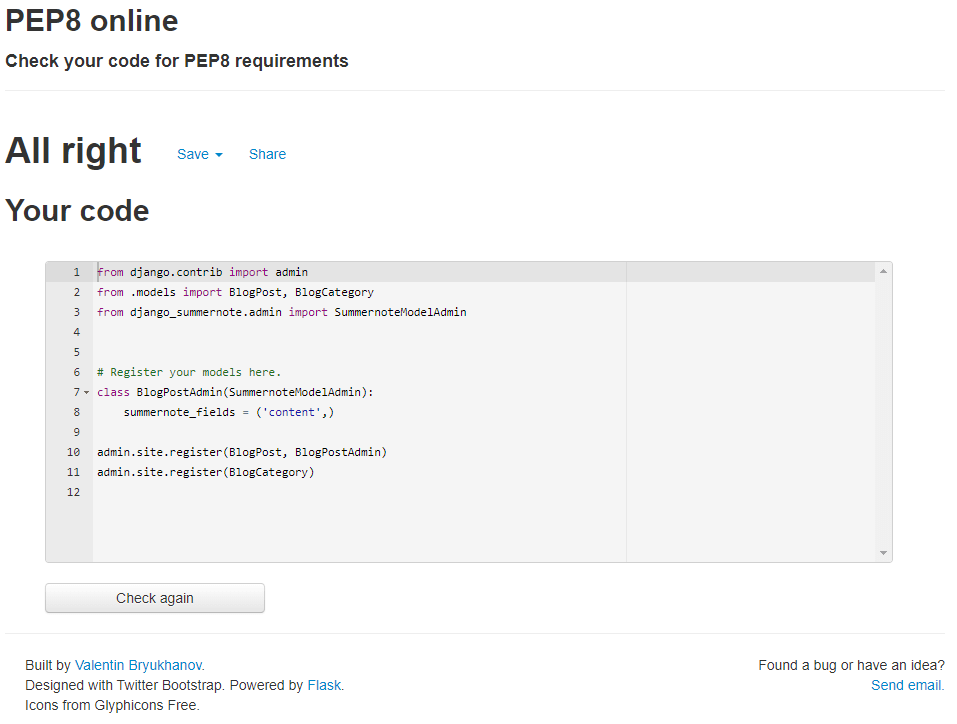 PEP8 online
Check your code for PEP8 requirements
All right Save Share
Your code
1 from django.contrib import admin
2 from .models import BlogPost, BlogCategory
3 from django_summernote.admin import SummernoteModelAdmin
4
5
6 # Register your models here.
7 class BlogPostAdmin(SummernoteModelAdmin):
8     summernote_fields = ('content',)
9
10 admin.site.register(BlogPost, BlogPostAdmin)
11 admin.site.register(BlogCategory)
12
Check again
Built by Valentin Bryukhanov. Found a bug or have an idea?
Designed with Twitter Bootstrap. Powered by Flask. Send email.
Icons from Glyphicons Free.